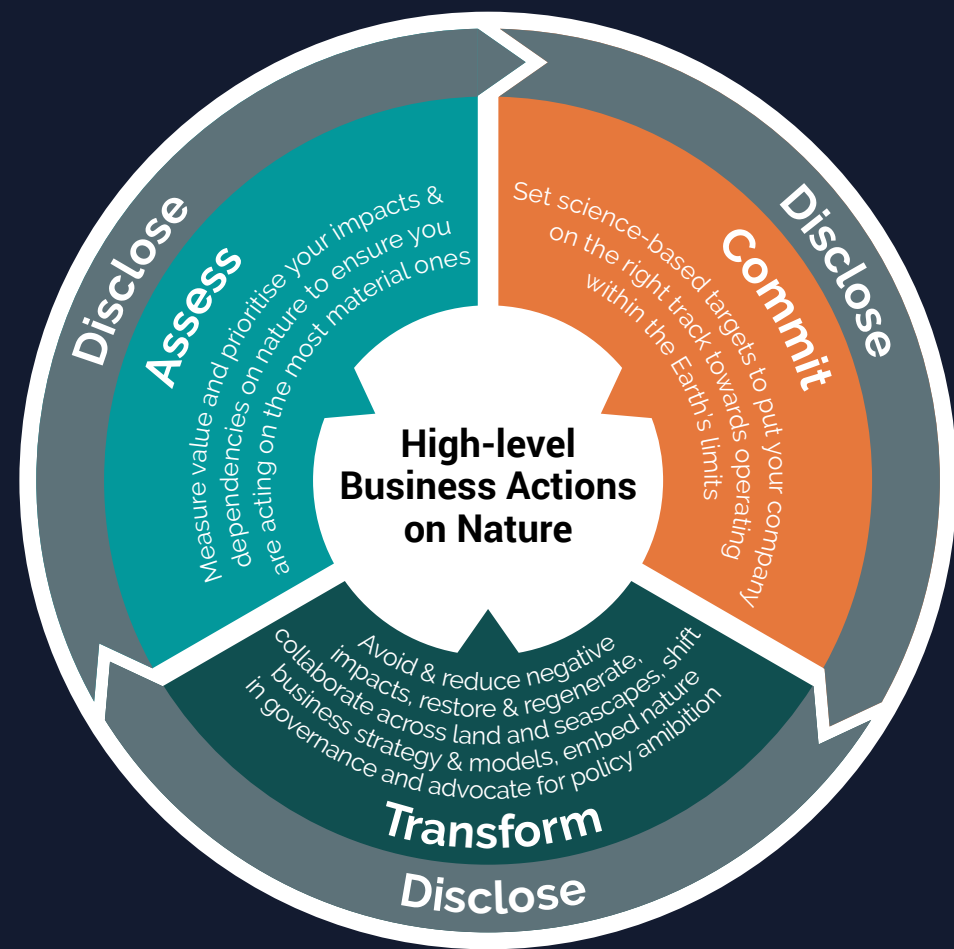 High-level
Business Actions
on Nature
Disclose
Assess
Measure value and prioritise your impacts &
dependencies on nature to ensure you
are acting on the most material ones
Disclose
Commit
Set science-based targets to put your company
on the right track towards operating
within the Earth's limits
Avoid & reduce negative
impacts, restore & regenerate,
collaborate across land and seascapes, shift
business strategy & models, embed nature
in governance and advocate for policy amibition
Transform
Disclose